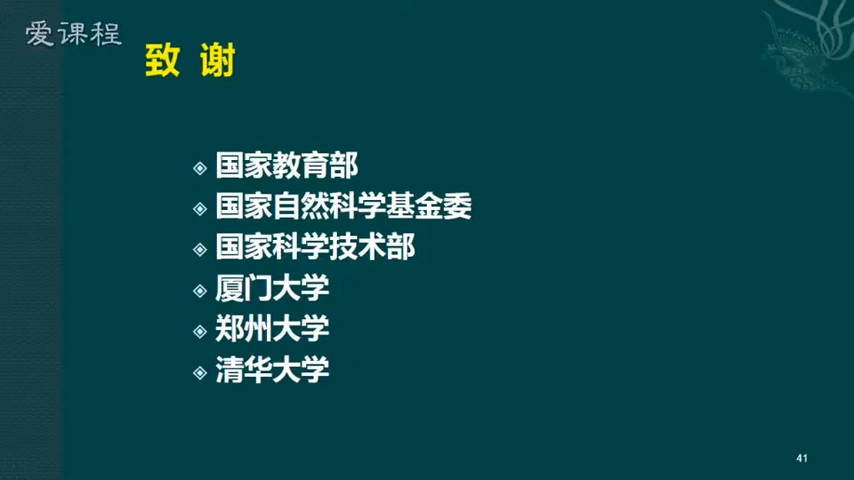 爱课程
致 谢
国家教育部
国家自然科学基金委
国家科学技术部
厦门大学
郑州大学
清华大学
41